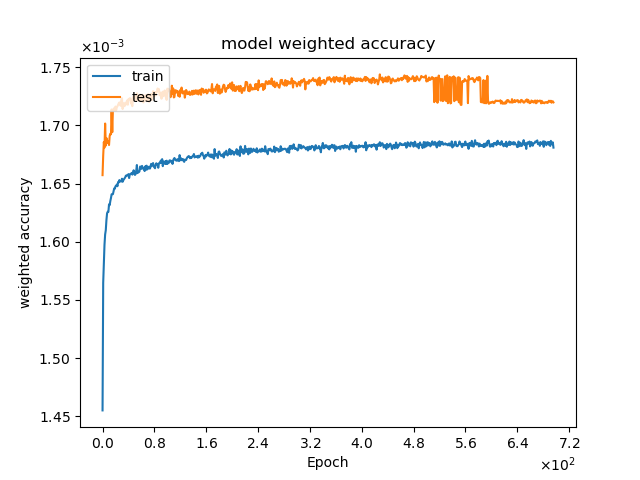 model weighted accuracy
×10⁻³
1.75
1.70
1.65
1.60
1.55
1.50
1.45
weighted accuracy
train
test
0.0 0.8 1.6 2.4 3.2 4.0 4.8 5.6 6.4 7.2
Epoch
×10²